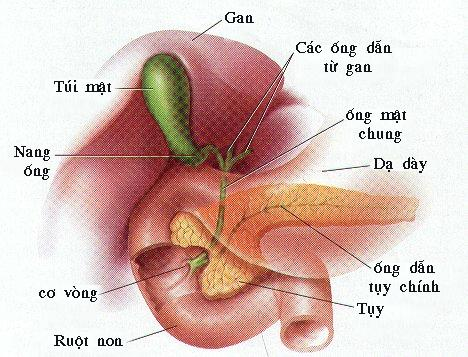 Gan
Các ống dẫn
từ gan
Túi mật
ống mật
chung
Nang
ống
Dạ dày
ống dẫn
tụy chính
cơ vòng
Tụy
Ruột non